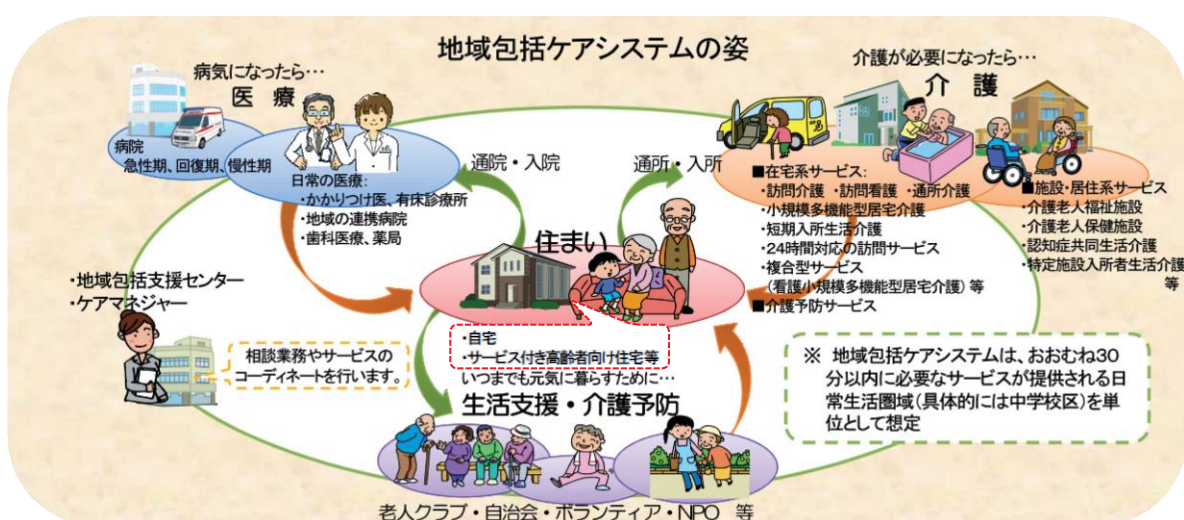 地域包括ケアシステムの姿
病気になったら…
医 療
病院
急性期、回復期、慢性期
日常の医療:
・かかりつけ医、有床診療所
・地域の連携病院
・歯科医療、薬局
通院・入院
通所・入所
介護が必要になったら…
介 護
■在宅系サービス:
・訪問介護 ・訪問看護 ・通所介護
・小規模多機能型居宅介護
・短期入所生活介護
・24時間対応の訪問サービス
・複合型サービス
(看護小規模多機能型居宅介護)等
■介護予防サービス
■施設・居住系サービス
・介護老人福祉施設
・介護老人保健施設
・認知症共同生活介護
・特定施設入所者生活介護
等
住まい
・自宅
・サービス付き高齢者向け住宅等
・地域包括支援センター
・ケアマネジャー
相談業務やサービスの
コーディネートを行います。
いつまでも元気に暮らすために…
生活支援・介護予防
老人クラブ・自治会・ボランティア・NPO 等
※ 地域包括ケアシステムは、おおむね30
分以内に必要なサービスが提供される日
常生活圏域(具体的には中学校区)を単
位として想定